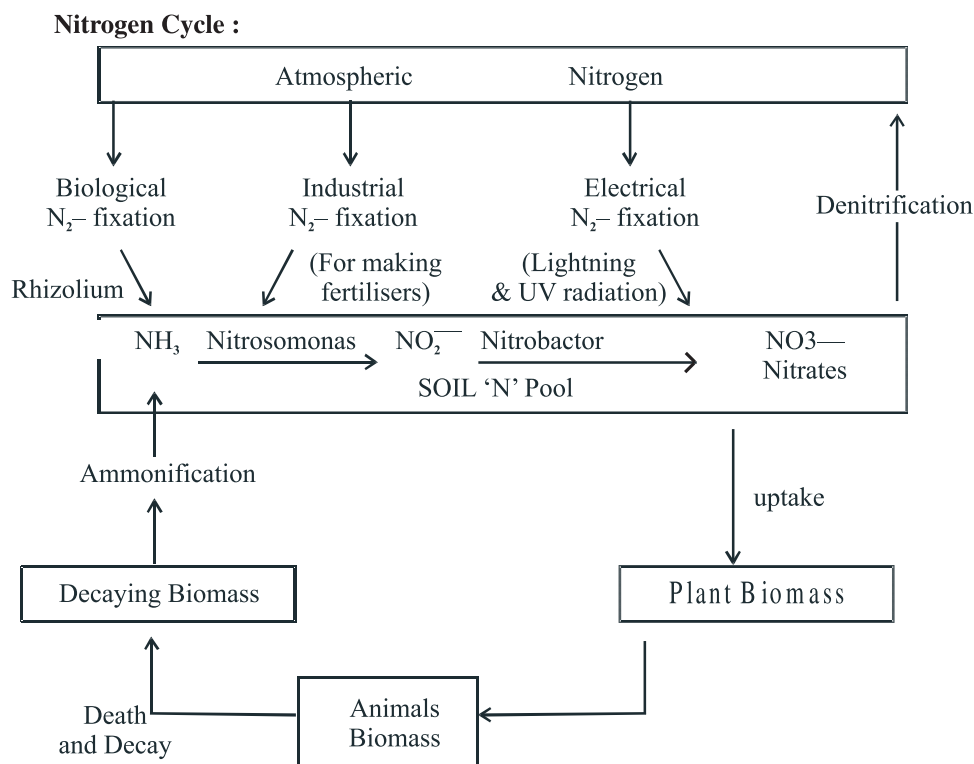 Nitrogen Cycle :
Atmospheric Nitrogen
Biological
N₂– fixation
Industrial
N₂– fixation
Electrical
N₂– fixation
Denitrification
Rhizolium
(For making
fertilisers)
(Lightning
& UV radiation)
NH₃ Nitrosomonas NO₂⁻ Nitrobactor NO3—
Nitrates
SOIL ‘N’ Pool
Ammonification
uptake
Decaying Biomass
Plant Biomass
Death
and Decay
Animals
Biomass